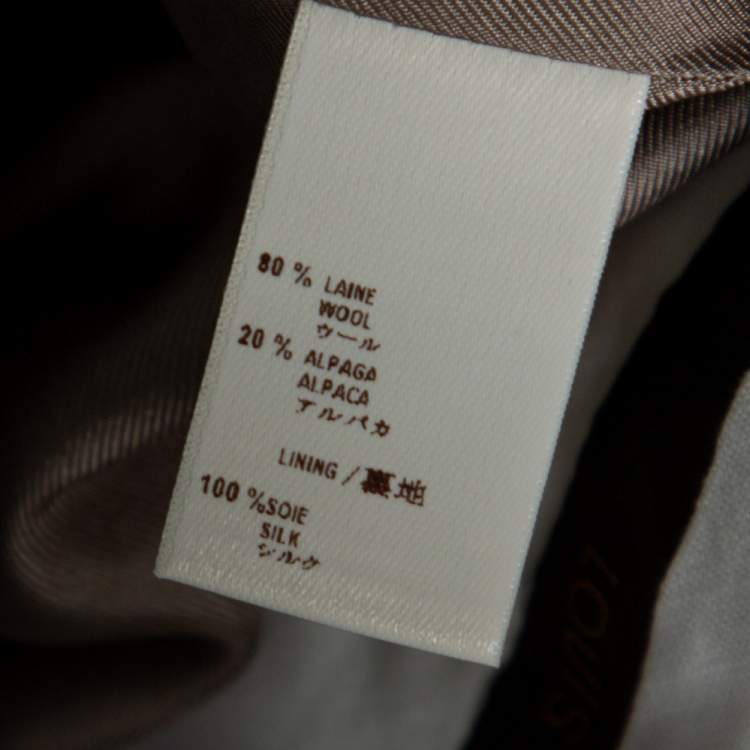 80 % LAINE
WOOL
ウール
20 % ALPAGA
ALPACA
アルパカ
LINING / 裏地
100 % SOIE
SILK
シルク
LOUIS